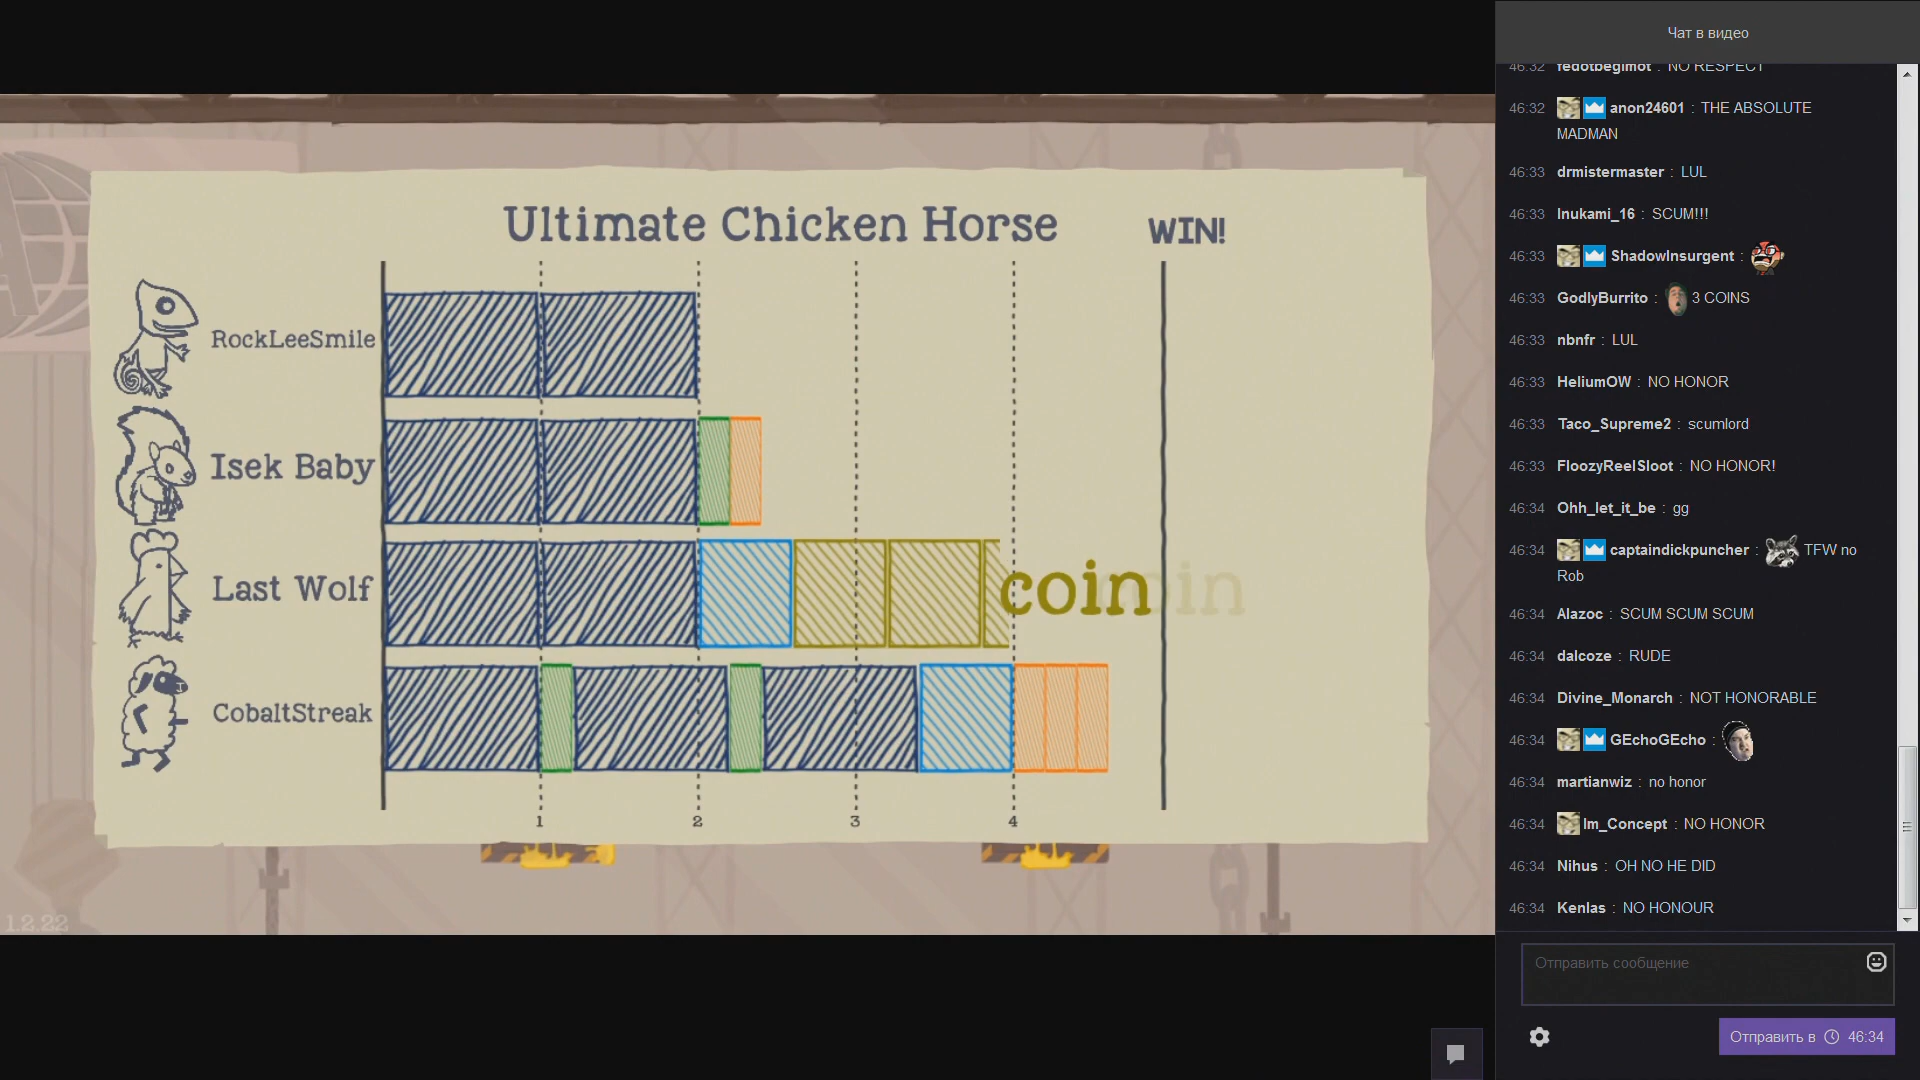 Ultimate Chicken Horse
WIN!
RockLeeSmile
Isek Baby
Last Wolf
coin
coin
CobaltStreak
1
2
3
4
1.2.22
Чат в видео
46:32 fedotbegimot : NO RESPECT
46:32 anon24601 : THE ABSOLUTE
MADMAN
46:33 drmistermaster : LUL
46:33 Inukami_16 : SCUM!!!
46:33 ShadowInsurgent :
46:33 GodlyBurrito : 3 COINS
46:33 nbnfr : LUL
46:33 HeliumOW : NO HONOR
46:33 Taco_Supreme2 : scumlord
46:33 FloozyReelSloot : NO HONOR!
46:34 Ohh_let_it_be : gg
46:34 captaindickpuncher : TFW no
Rob
46:34 Alazoc : SCUM SCUM SCUM
46:34 dalcoze : RUDE
46:34 Divine_Monarch : NOT HONORABLE
46:34 GEchoGEcho :
46:34 martianwiz : no honor
46:34 Im_Concept : NO HONOR
46:34 Nihus : OH NO HE DID
46:34 Kenlas : NO HONOUR
Отправить сообщение
Отправить в 46:34